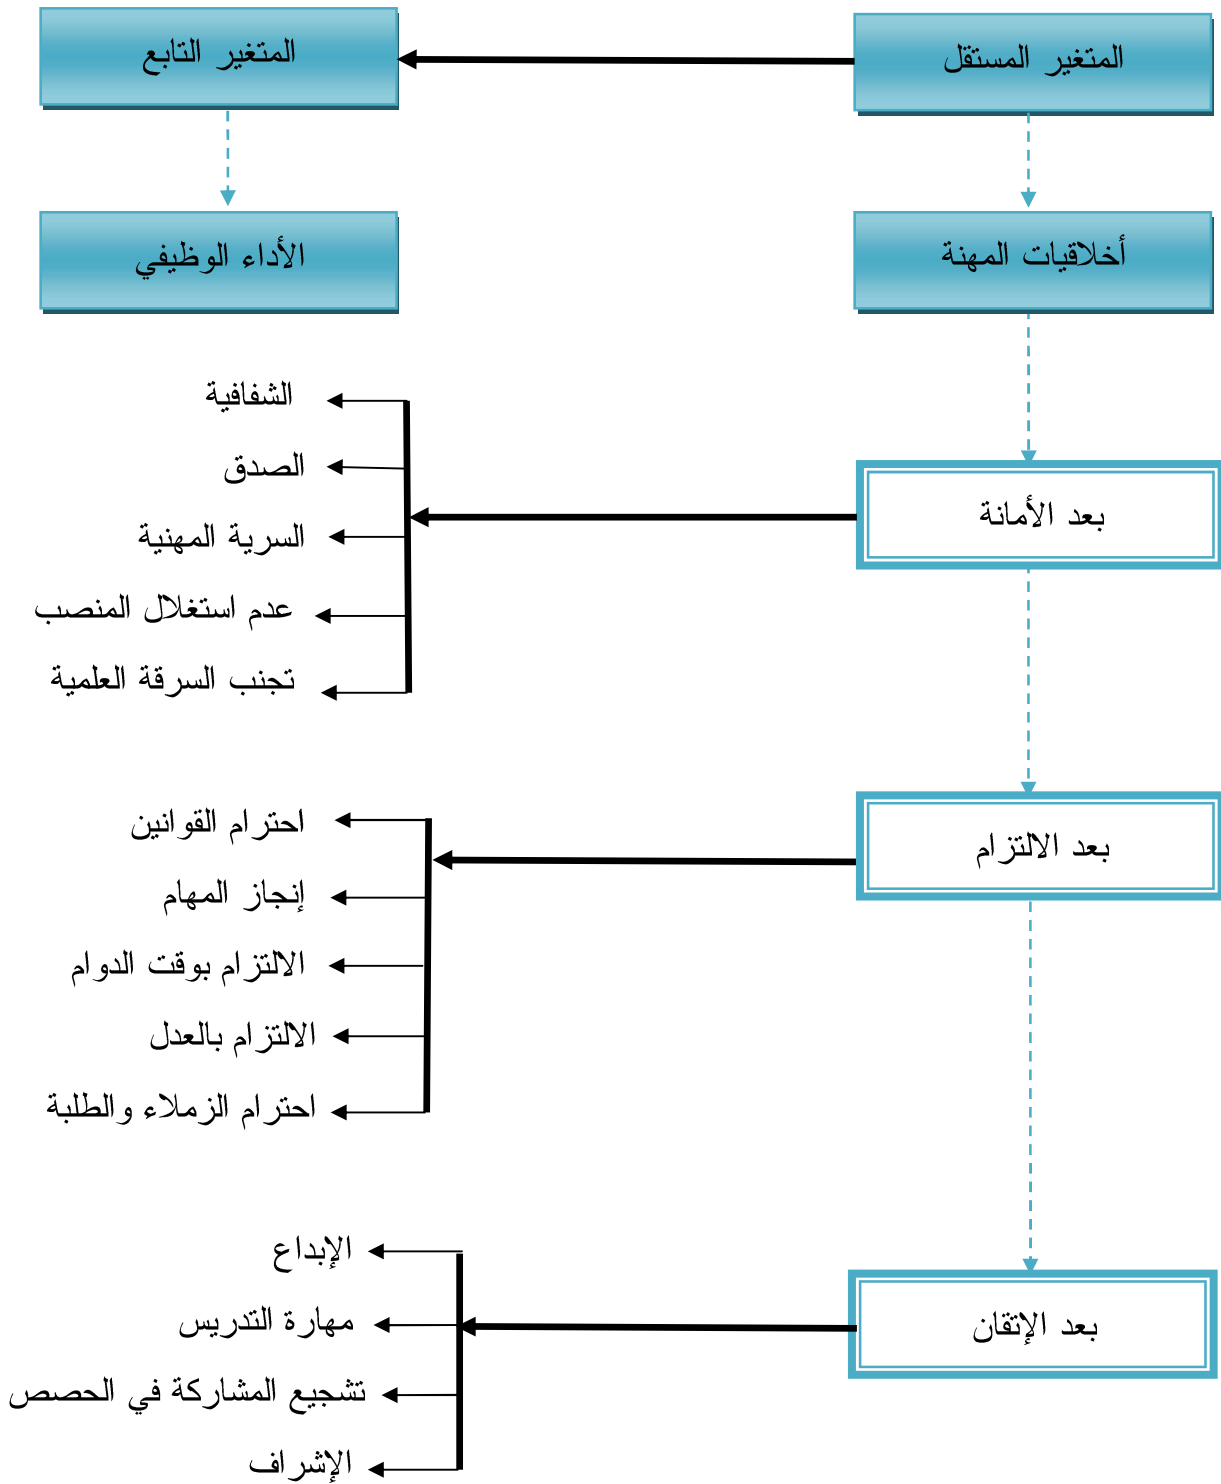 المتغير المستقل
المتغير التابع
أخلاقيات المهنة
الأداء الوظيفي
بعد الأمانة
الشفافية
الصدق
السرية المهنية
عدم استغلال المنصب
تجنب السرقة العلمية
بعد الالتزام
احترام القوانين
إنجاز المهام
الالتزام بوقت الدوام
الالتزام بالعدل
احترام الزملاء والطلبة
بعد الإتقان
الإبداع
مهارة التدريس
تشجيع المشاركة في الحصص
الإشراف